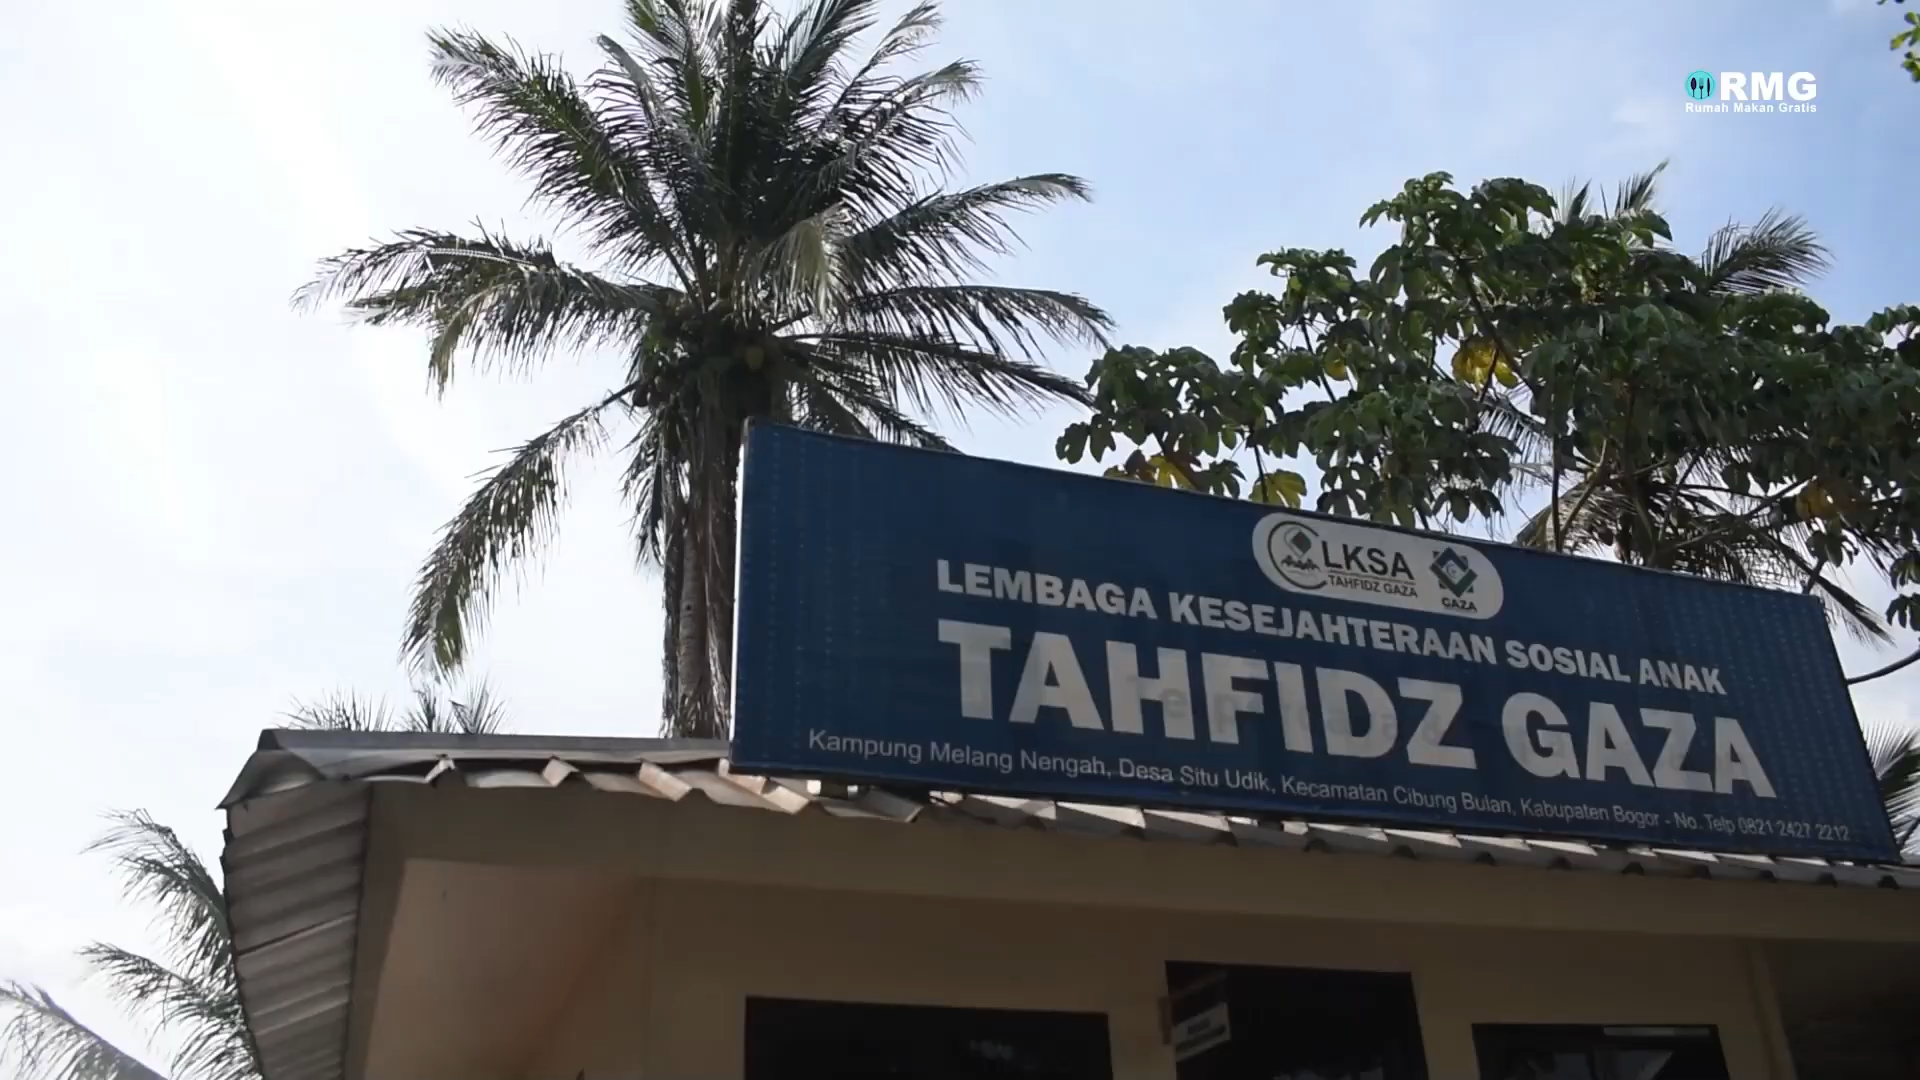 RMG
Rumah Makan Gratis
LKSA
TAHFIDZ GAZA
GAZA
LEMBAGA KESEJAHTERAAN SOSIAL ANAK
TAHFIDZ GAZA
Kampung Melang Nengah, Desa Situ Udik, Kecamatan Cibung Bulan, Kabupaten Bogor - No. Telp 0821 2427 2212